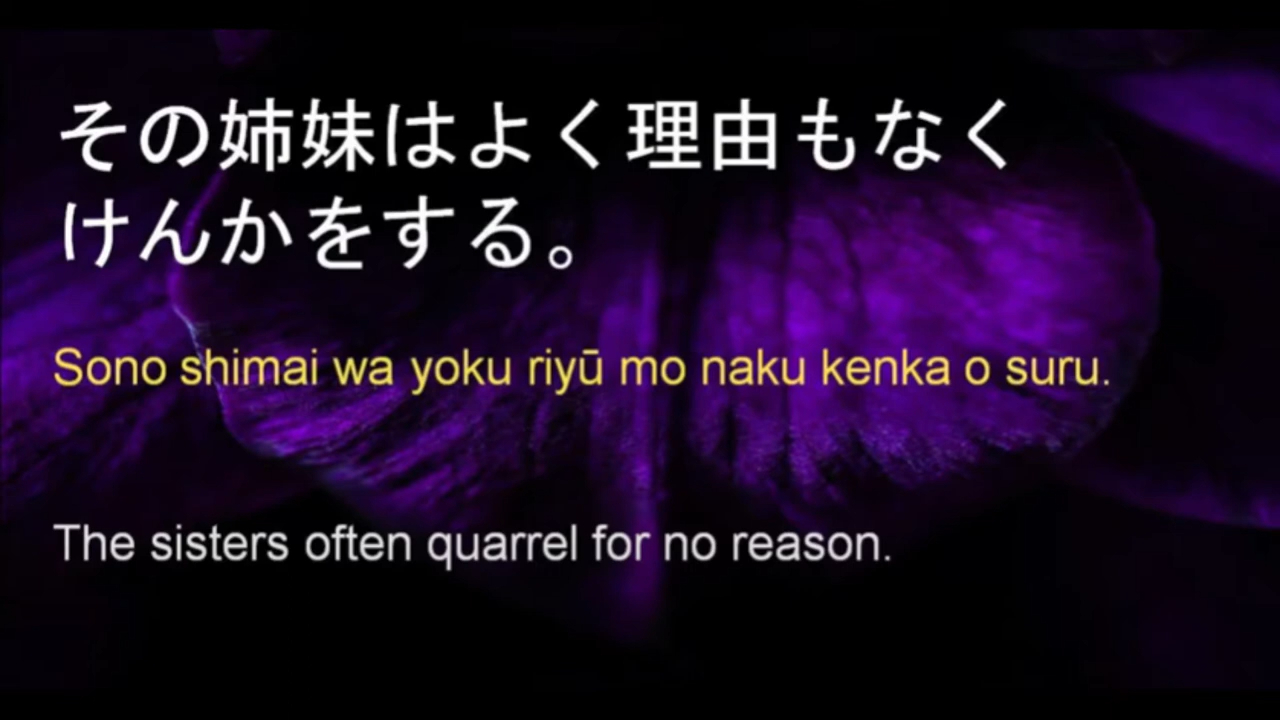 その姉妹はよく理由もなく
けんかをする。
Sono shimai wa yoku riyū mo naku kenka o suru.
The sisters often quarrel for no reason.